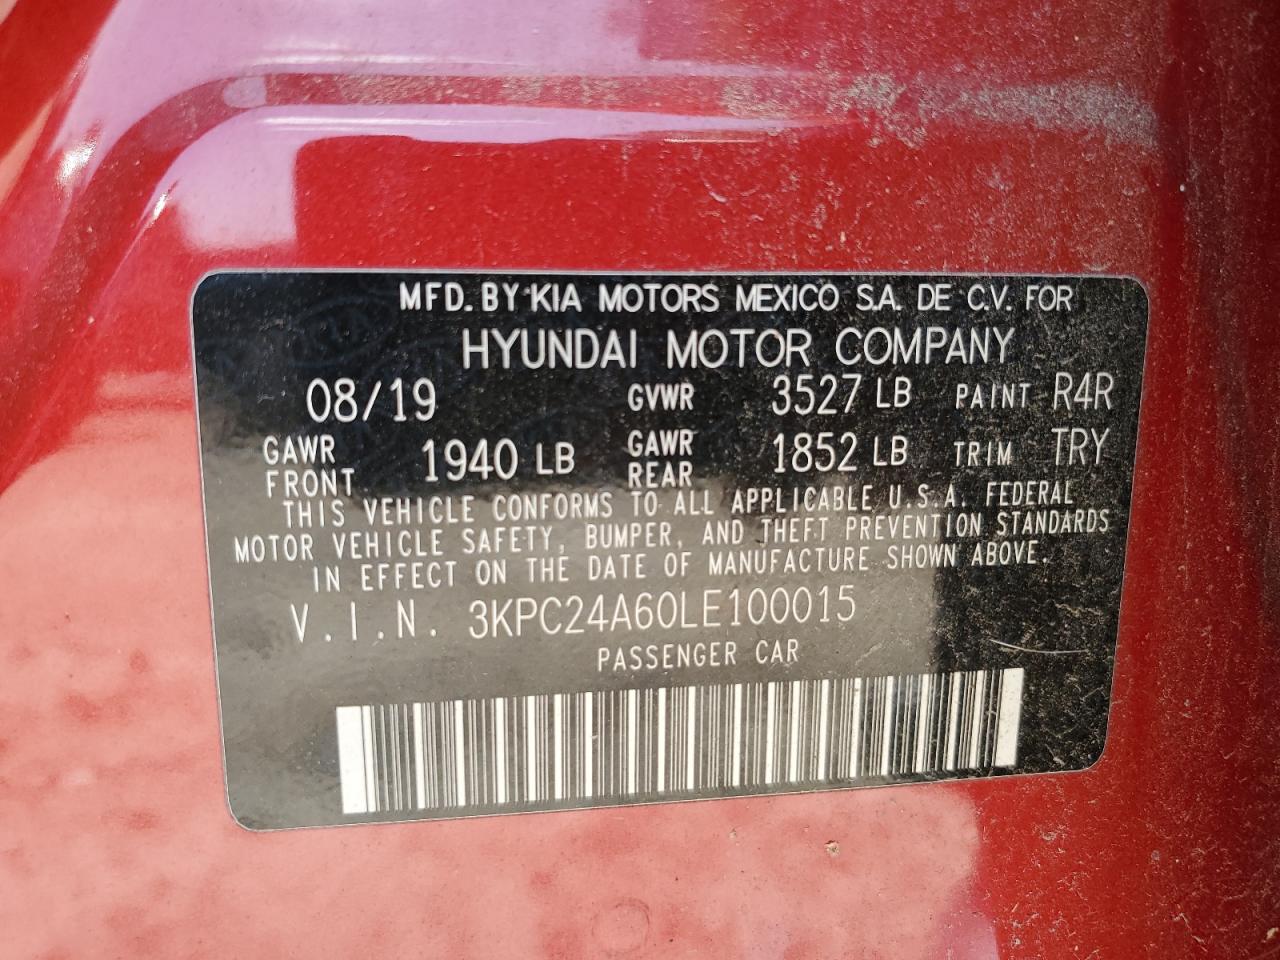 MFD. BY KIA MOTORS MEXICO S.A. DE C.V. FOR
HYUNDAI MOTOR COMPANY
08/19 GVWR 3527 LB PAINT R4R
GAWR FRONT 1940 LB GAWR REAR 1852 LB TRIM TRY
THIS VEHICLE CONFORMS TO ALL APPLICABLE U.S.A. FEDERAL
MOTOR VEHICLE SAFETY, BUMPER, AND THEFT PREVENTION STANDARDS
IN EFFECT ON THE DATE OF MANUFACTURE SHOWN ABOVE.
V.I.N. 3KPC24A60LE100015
PASSENGER CAR